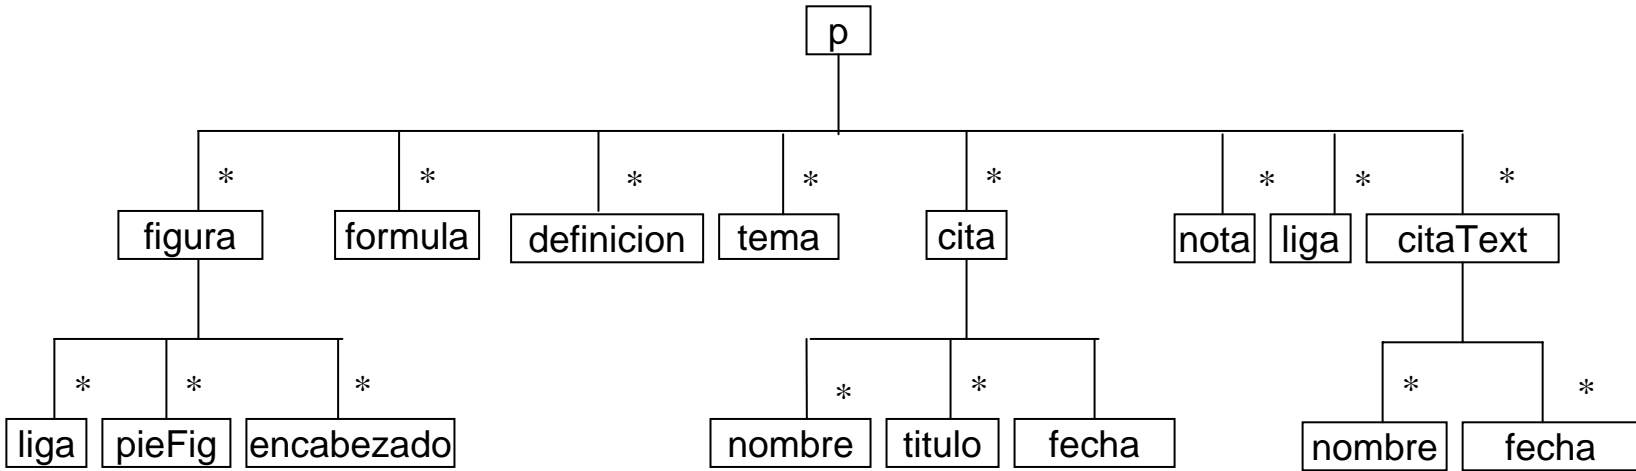 p
* * * * * * * *
figura formula definicion tema cita nota liga citaText
* * * * * * *
liga pieFig encabezado nombre titulo fecha nombre fecha